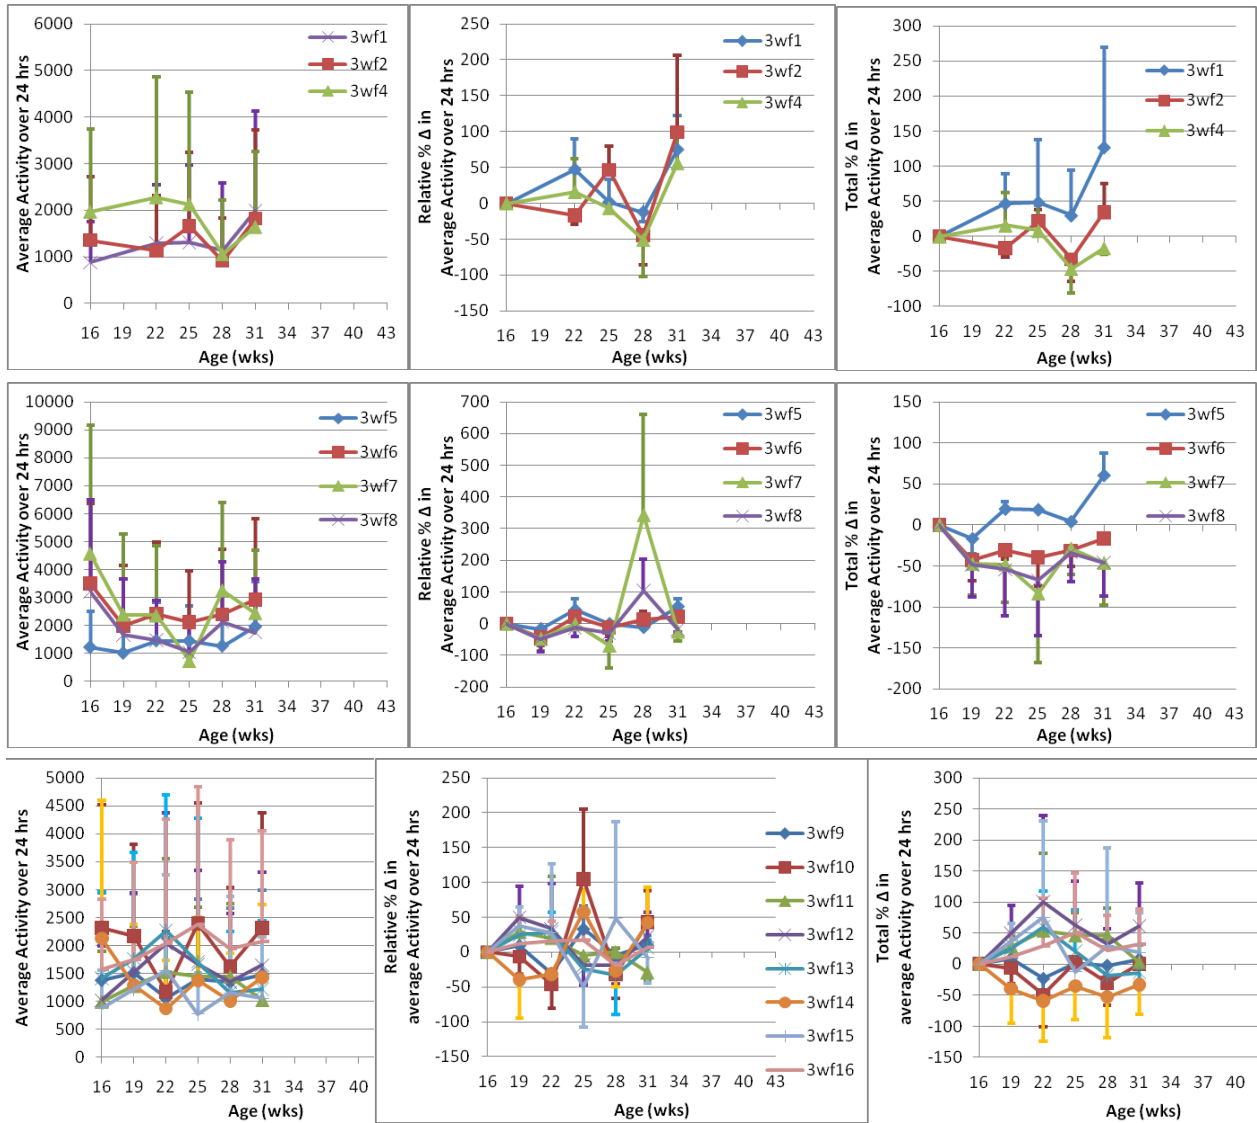 Average Activity over 24 hrs
6000
5000
4000
3000
2000
1000
0
16 19 22 25 28 31 34 37 40 43
Age (wks)
3wf1
3wf2
3wf4
Relative % Δ in
Average Activity over 24 hrs
250
200
150
100
50
0
-50
-100
-150
16 19 22 25 28 31 34 37 40 43
Age (wks)
3wf1
3wf2
3wf4
Total % Δ in
Average Activity over 24 hrs
300
250
200
150
100
50
0
-50
-100
16 19 22 25 28 31 34 37 40 43
Age (wks)
3wf1
3wf2
3wf4
Average Activity over 24 hrs
10000
9000
8000
7000
6000
5000
4000
3000
2000
1000
0
16 19 22 25 28 31 34 37 40 43
Age (wks)
3wf5
3wf6
3wf7
3wf8
Relative % Δ in
Average Activity over 24 hrs
700
600
500
400
300
200
100
0
-100
-200
16 19 22 25 28 31 34 37 40 43
Age (wks)
3wf5
3wf6
3wf7
3wf8
Total % Δ in
Average Activity over 24 hrs
150
100
50
0
-50
-100
-150
-200
16 19 22 25 28 31 34 37 40 43
Age (wks)
3wf5
3wf6
3wf7
3wf8
Average Activity over 24 hrs
5000
4500
4000
3500
3000
2500
2000
1500
1000
500
0
16 19 22 25 28 31 34 37 40
Age (wks)
Relative % Δ in
average Activity over 24 hrs
250
200
150
100
50
0
-50
-100
-150
16 19 22 25 28 31 34 37 40 43
Age (wks)
3wf9
3wf10
3wf11
3wf12
3wf13
3wf14
3wf15
3wf16
Total % Δ in
average Activity over 24 hrs
300
250
200
150
100
50
0
-50
-100
-150
16 19 22 25 28 31 34 37 40
Age (wks)